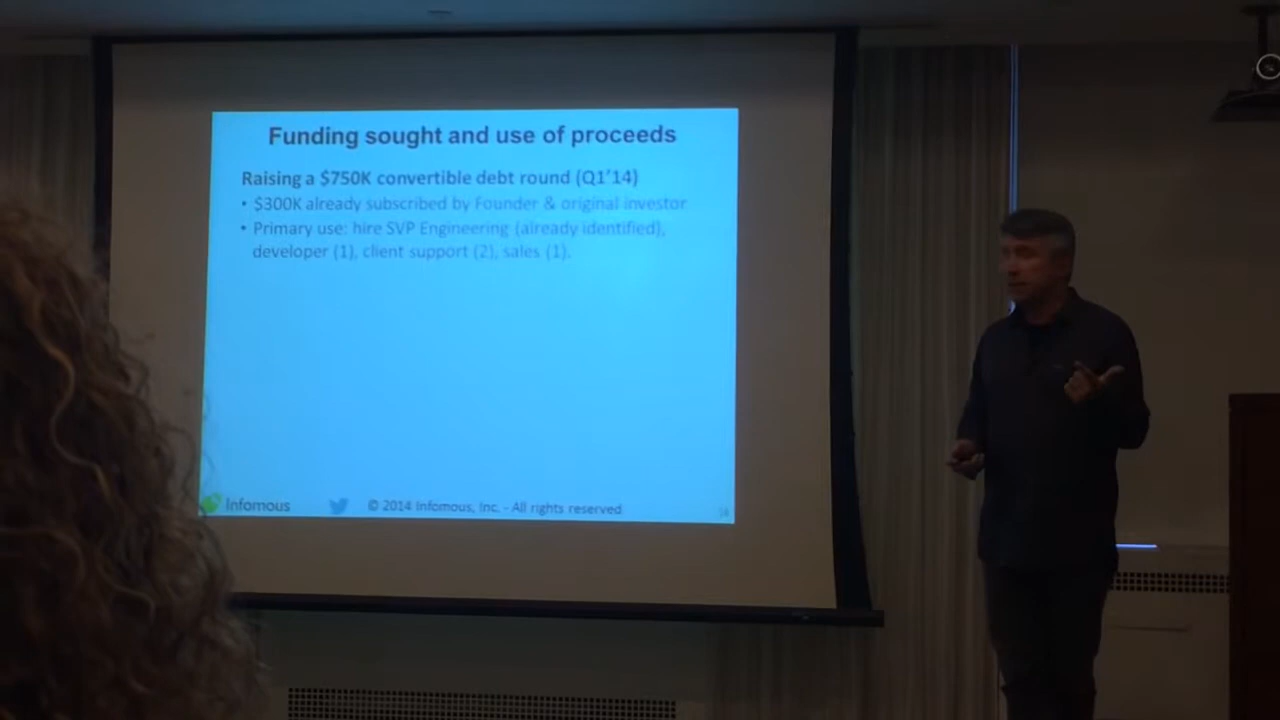 Funding sought and use of proceeds
Raising a $750K convertible debt round (Q1'14)
• $300K already subscribed by Founder & original investor
• Primary use: hire SVP Engineering (already identified),
developer (1), client support (2), sales (1).
Infomous © 2014 Infomous, Inc. - All rights reserved